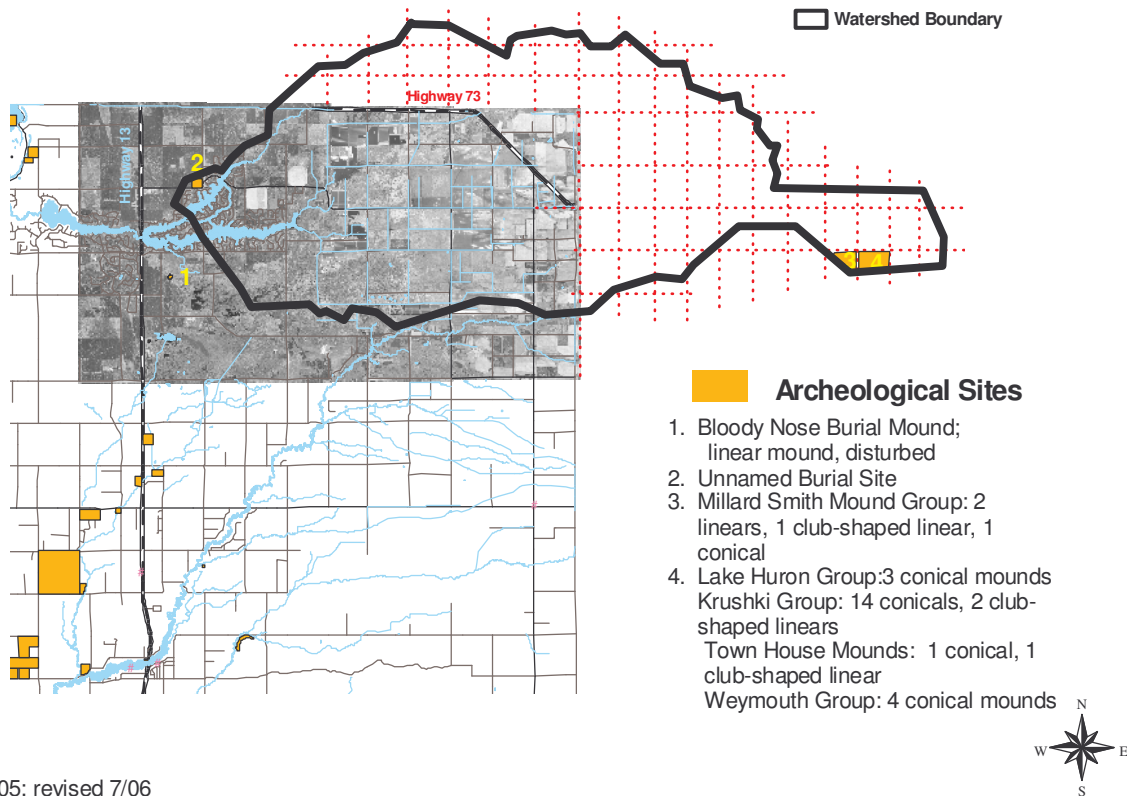 Watershed Boundary
Highway 73
Highway 13
2
1
3
4
Archeological Sites
1. Bloody Nose Burial Mound;
linear mound, disturbed
2. Unnamed Burial Site
3. Millard Smith Mound Group: 2
linears, 1 club-shaped linear, 1
conical
4. Lake Huron Group:3 conical mounds
Krushki Group: 14 conicals, 2 club-
shaped linears
Town House Mounds: 1 conical, 1
club-shaped linear
Weymouth Group: 4 conical mounds
N
W
E
S
05; revised 7/06